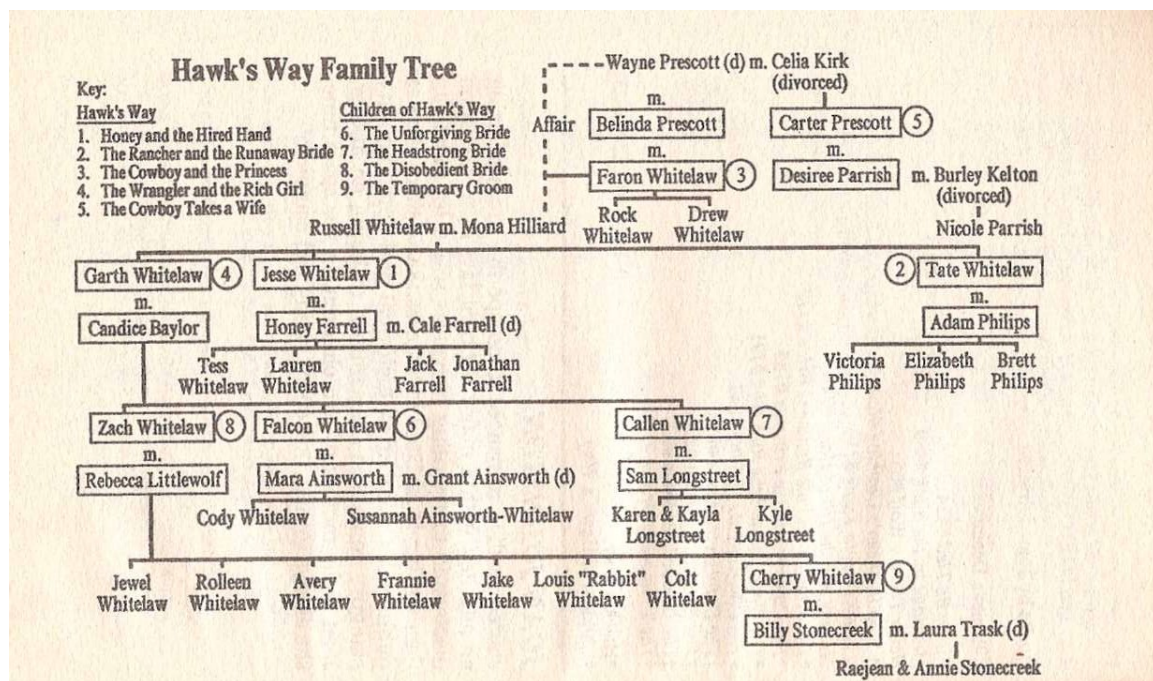 Hawk's Way Family Tree
Key:
Hawk's Way
1. Honey and the Hired Hand
2. The Rancher and the Runaway Bride
3. The Cowboy and the Princess
4. The Wrangler and the Rich Girl
5. The Cowboy Takes a Wife
Children of Hawk's Way
6. The Unforgiving Bride
7. The Headstrong Bride
8. The Disobedient Bride
9. The Temporary Groom
Wayne Prescott (d) m. Celia Kirk
(divorced)
m.
Affair Belinda Prescott Carter Prescott 5
m. m.
Faron Whitelaw 3 Desiree Parrish m. Burley Kelton
(divorced)
Rock Drew
Whitelaw Whitelaw
Nicole Parrish
Russell Whitelaw m. Mona Hilliard
Garth Whitelaw 4 Jesse Whitelaw 1 2 Tate Whitelaw
m. m. m.
Candice Baylor Honey Farrell m. Cale Farrell (d) Adam Philips
Tess Lauren Jack Jonathan Victoria Elizabeth Brett
Whitelaw Whitelaw Farrell Farrell Philips Philips Philips
Zach Whitelaw 8 Falcon Whitelaw 6 Callen Whitelaw 7
m. m. m.
Rebecca Littlewolf Mara Ainsworth m. Grant Ainsworth (d) Sam Longstreet
Cody Whitelaw Susannah Ainsworth-Whitelaw Karen & Kayla Kyle
Longstreet Longstreet
Jewel Rolleen Avery Frannie Jake Louis "Rabbit" Colt Cherry Whitelaw 9
Whitelaw Whitelaw Whitelaw Whitelaw Whitelaw Whitelaw Whitelaw
m.
Billy Stonecreek m. Laura Trask (d)
Raejean & Annie Stonecreek